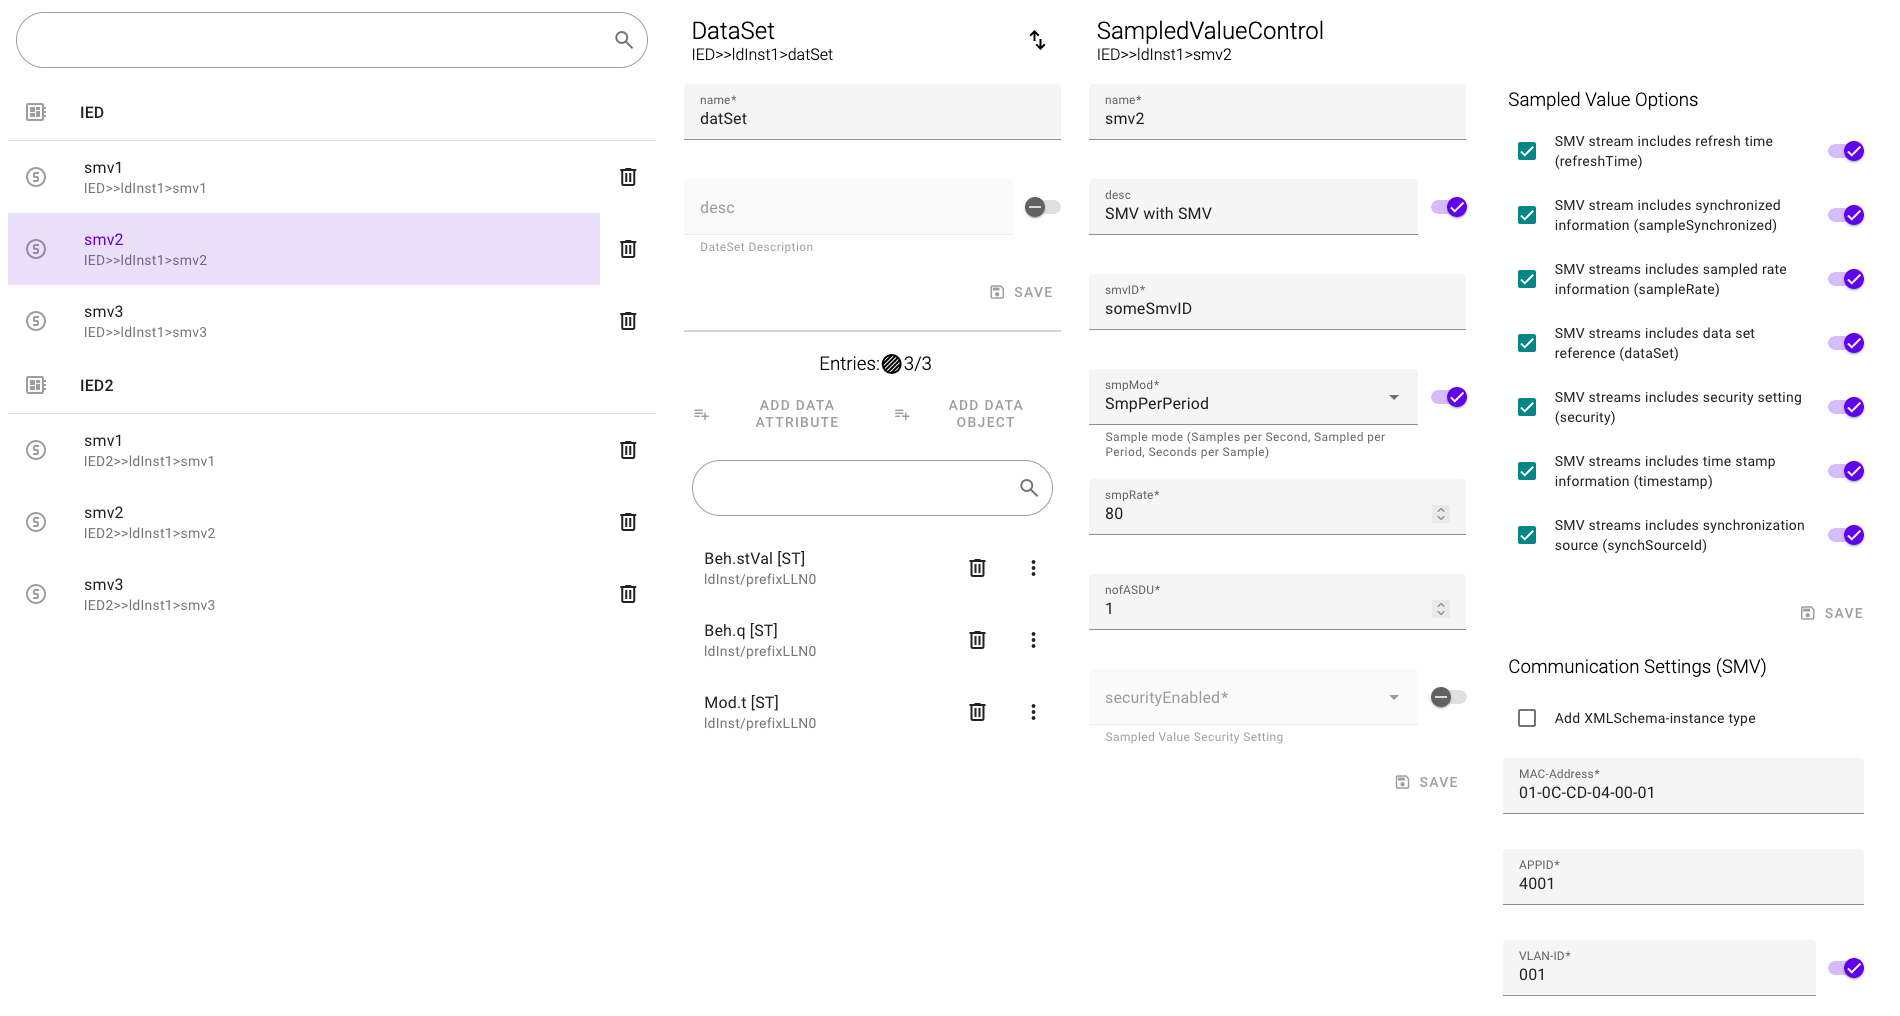 IED
smv1
IED>>ldInst1>smv1
smv2
IED>>ldInst1>smv2
smv3
IED>>ldInst1>smv3
IED2
smv1
IED2>>ldInst1>smv1
smv2
IED2>>ldInst1>smv2
smv3
IED2>>ldInst1>smv3
DataSet
IED>>ldInst1>datSet
name*
datSet
desc
DateSet Description
SAVE
Entries: 3/3
ADD DATA
ATTRIBUTE
ADD DATA
OBJECT
Beh.stVal [ST]
ldInst/prefixLLN0
Beh.q [ST]
ldInst/prefixLLN0
Mod.t [ST]
ldInst/prefixLLN0
SampledValueControl
IED>>ldInst1>smv2
name*
smv2
desc
SMV with SMV
smvID*
someSmvID
smpMod*
SmpPerPeriod
Sample mode (Samples per Second, Sampled per
Period, Seconds per Sample)
smpRate*
80
nofASDU*
1
securityEnabled*
Sampled Value Security Setting
SAVE
Sampled Value Options
SMV stream includes refresh time
(refreshTime)
SMV stream includes synchronized
information (sampleSynchronized)
SMV streams includes sampled rate
information (sampleRate)
SMV streams includes data set
reference (dataSet)
SMV streams includes security setting
(security)
SMV streams includes time stamp
information (timestamp)
SMV streams includes synchronization
source (synchSourceId)
SAVE
Communication Settings (SMV)
Add XMLSchema-instance type
MAC-Address*
01-0C-CD-04-00-01
APPID*
4001
VLAN-ID*
001